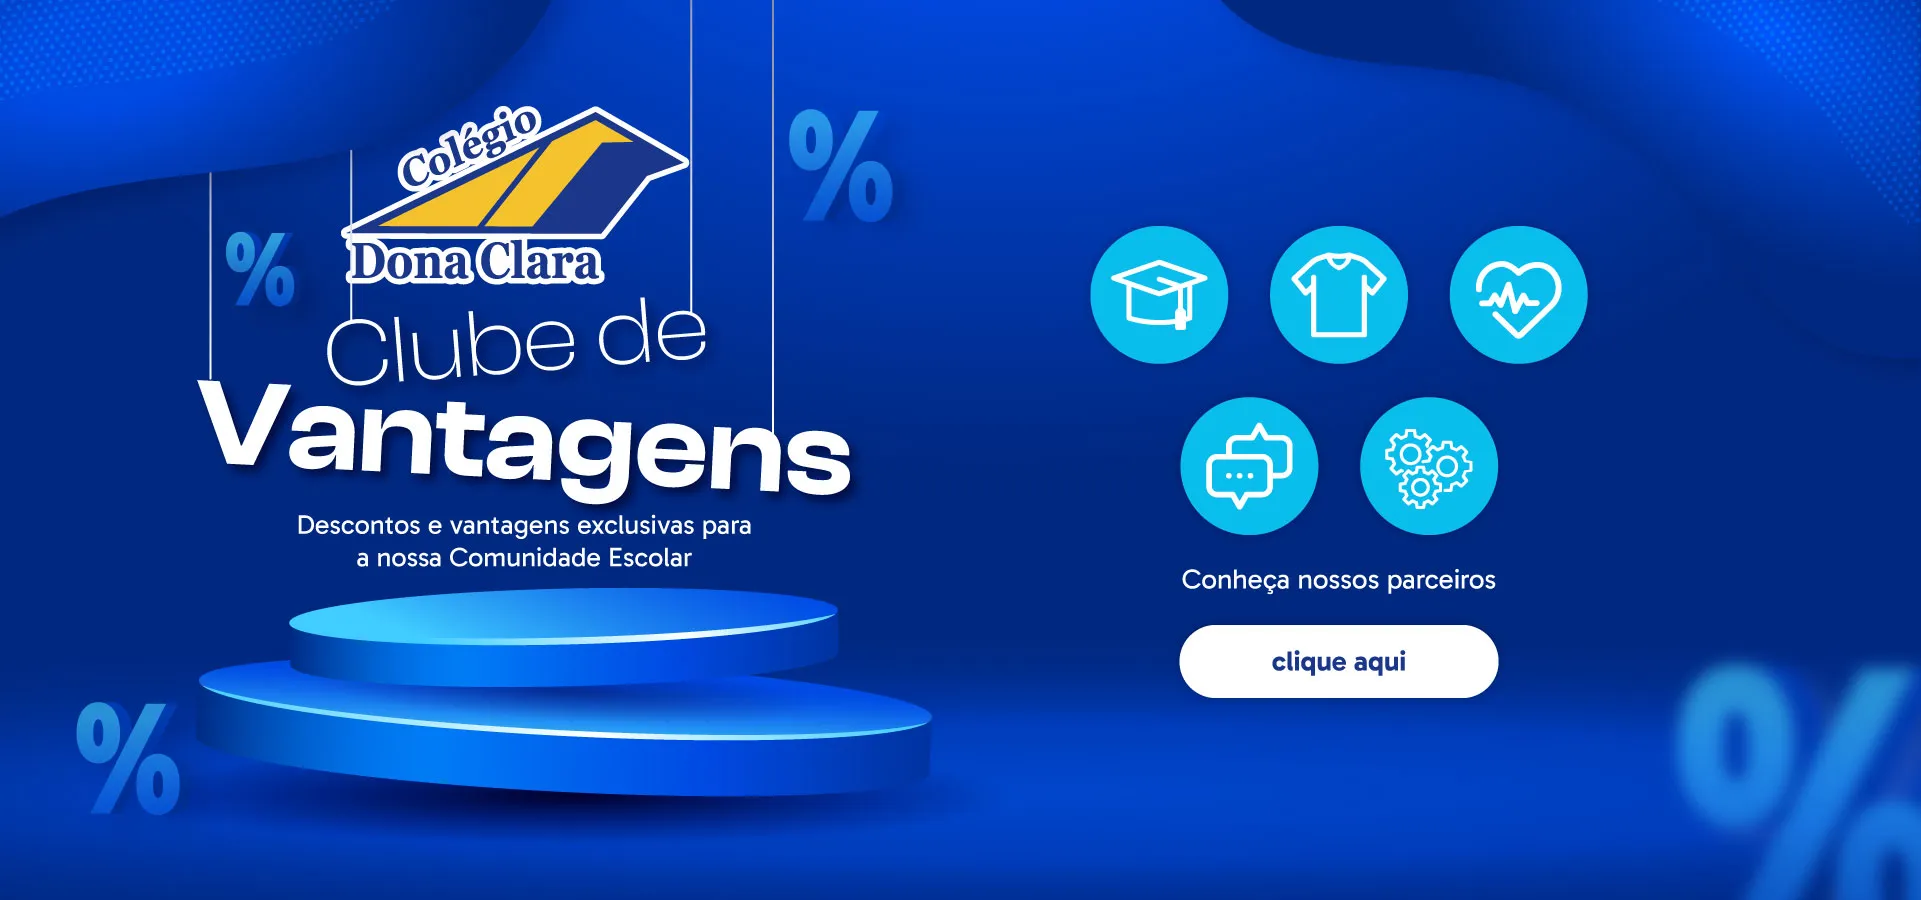 Colégio
Dona Clara
Clube de
Vantagens
Descontos e vantagens exclusivas para
a nossa Comunidade Escolar
Conheça nossos parceiros
clique aqui
%
%
%
%